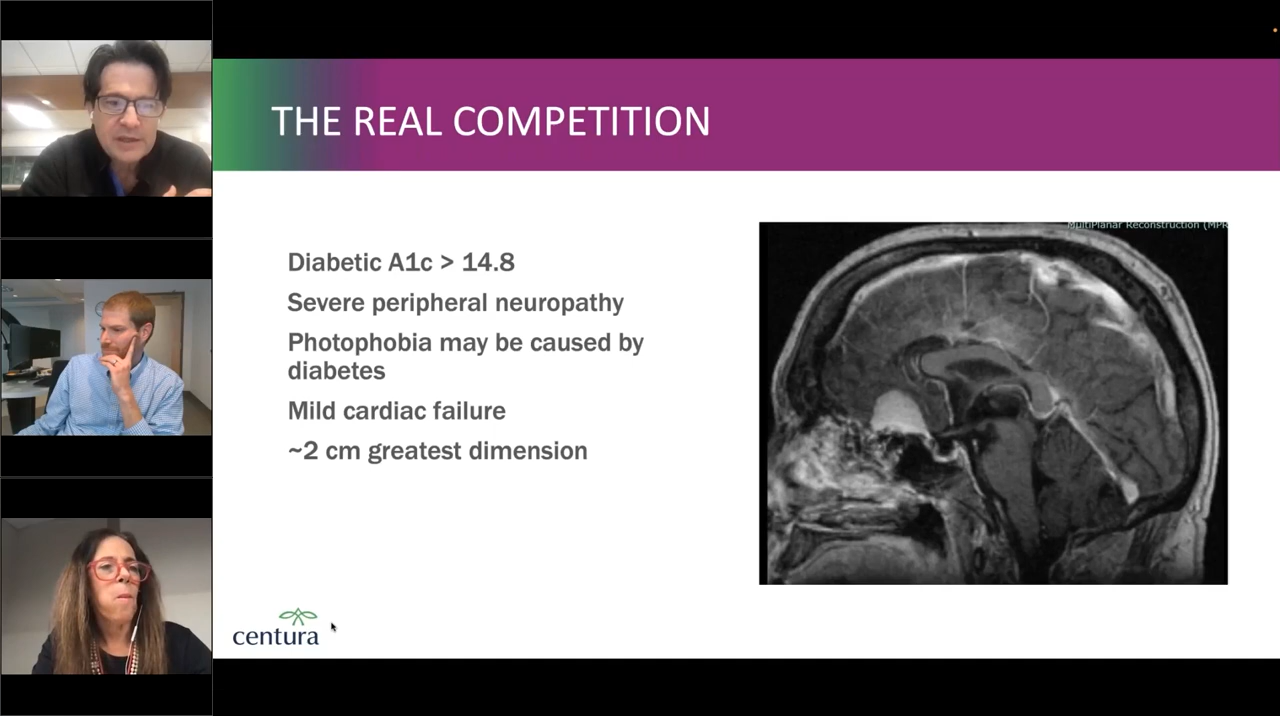 THE REAL COMPETITION
MultiPlanar Reconstruction (MPR
Diabetic A1c > 14.8
Severe peripheral neuropathy
Photophobia may be caused by
diabetes
Mild cardiac failure
~2 cm greatest dimension
centura